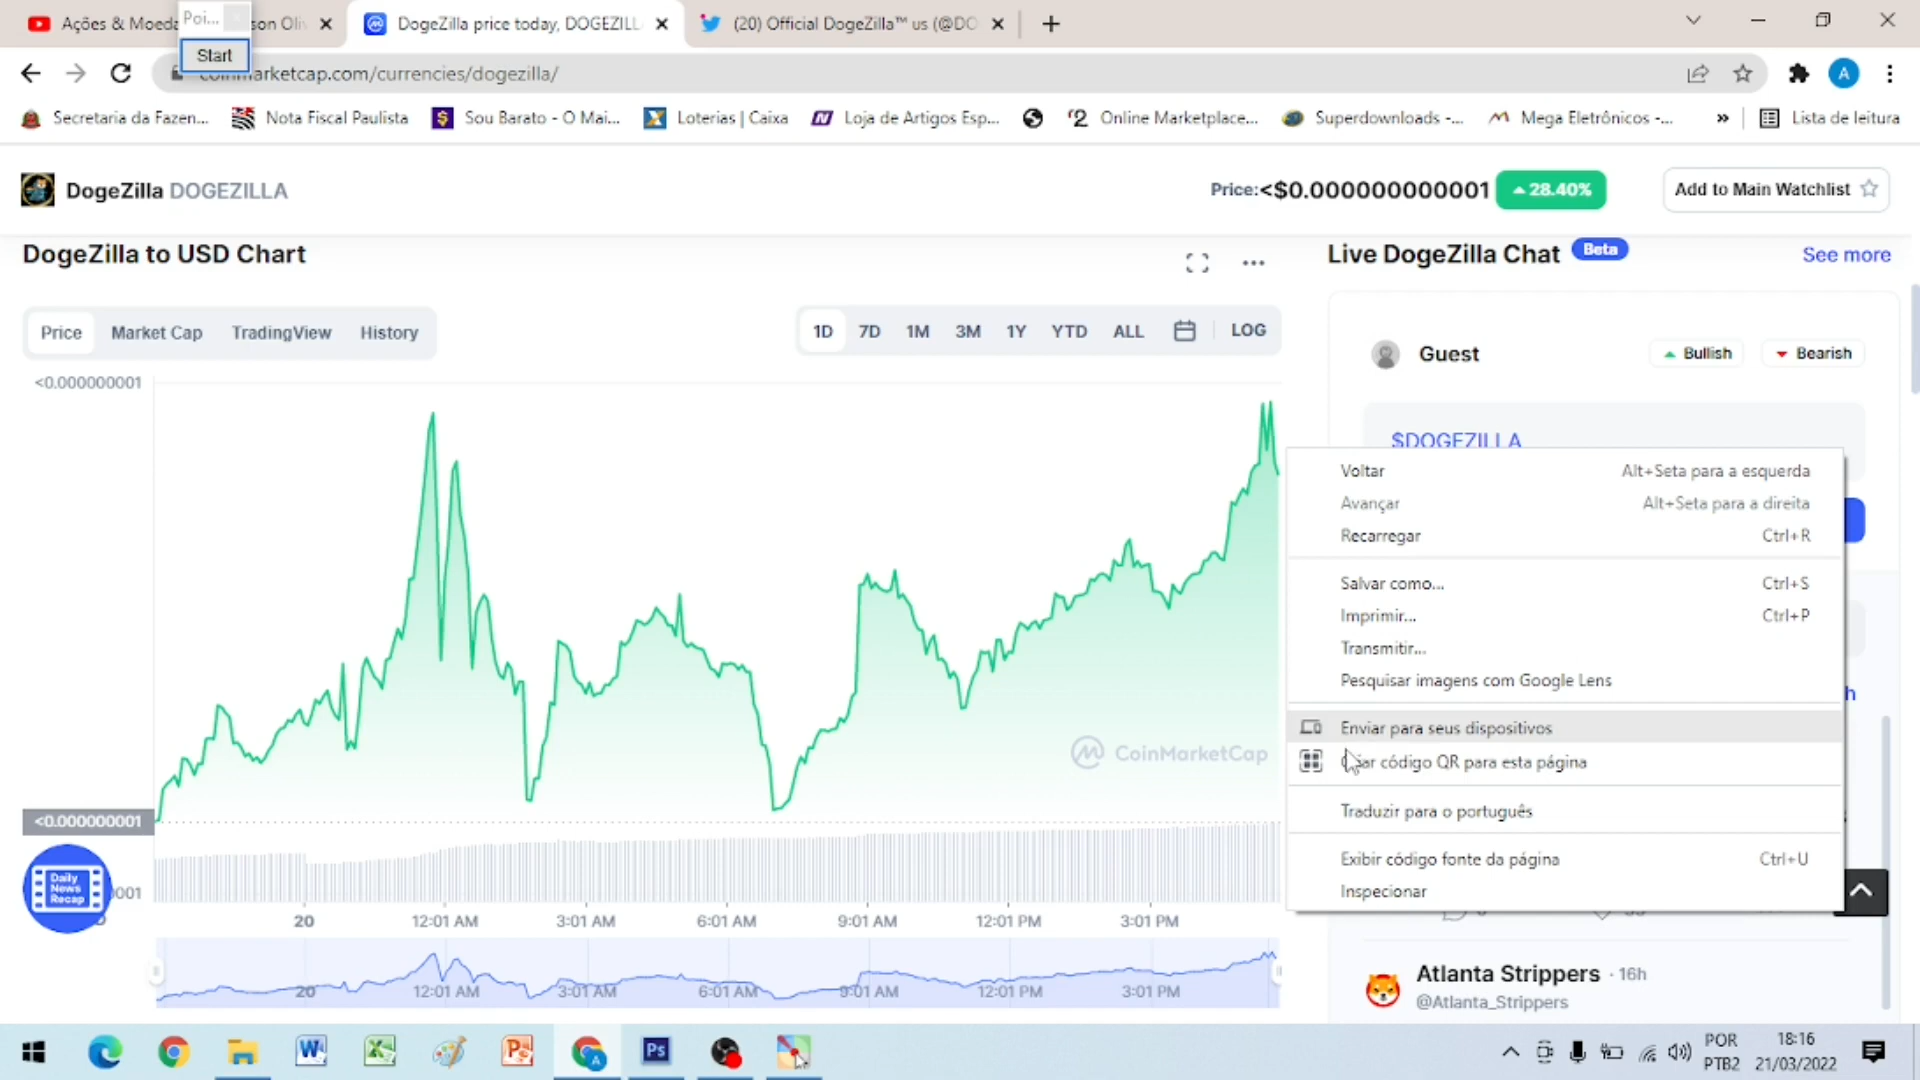 Ações & Moeda
son Oli
Poi...
Start
DogeZilla price today, DOGEZILL
(20) Official DogeZilla™ us (@DO
coinmarketcap.com/currencies/dogezilla/
A
Secretaria da Fazen...
Nota Fiscal Paulista
Sou Barato - O Mai...
Loterias | Caixa
Loja de Artigos Esp...
Online Marketplace...
Superdownloads -...
Mega Eletrônicos -...
»
Lista de leitura
DogeZilla DOGEZILLA
Price:<$0.000000000001
28.40%
Add to Main Watchlist
DogeZilla to USD Chart
Live DogeZilla Chat
Beta
See more
Price
Market Cap
TradingView
History
1D
7D
1M
3M
1Y
YTD
ALL
LOG
Guest
Bullish
Bearish
<0.000000001
$DOGEZILLA
Voltar
Alt+Seta para a esquerda
Avançar
Alt+Seta para a direita
Recarregar
Ctrl+R
Salvar como...
Ctrl+S
Imprimir...
Ctrl+P
Transmitir...
Pesquisar imagens com Google Lens
Enviar para seus dispositivos
código QR para esta página
CoinMarketCap
Traduzir para o português
<0.000000001
Exibir código fonte da página
Ctrl+U
Inspecionar
Daily
News
Recap
001
20
12:01 AM
3:01 AM
6:01 AM
9:01 AM
12:01 PM
3:01 PM
20
12:01 AM
3:01 AM
6:01 AM
9:01 AM
12:01 PM
3:01 PM
Atlanta Strippers · 16h
@Atlanta_Strippers
Ps
A
POR
PTB2
18:16
21/03/2022